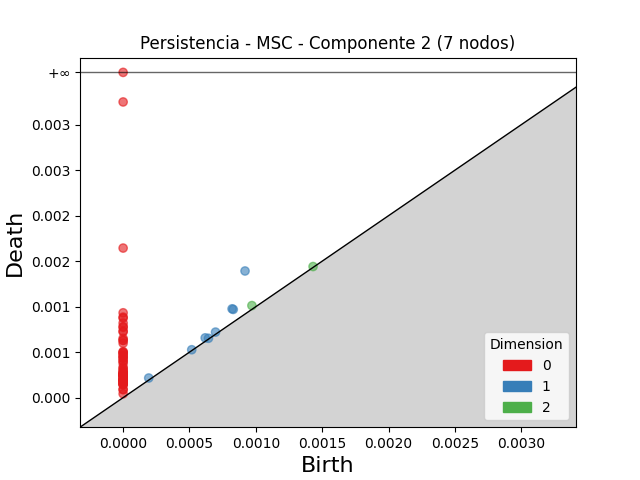 Persistencia - MSC - Componente 2 (7 nodos)
+∞
0.003
0.003
0.002
0.002
0.001
0.001
0.000
Death
Dimension
0
1
2
0.0000 0.0005 0.0010 0.0015 0.0020 0.0025 0.0030
Birth